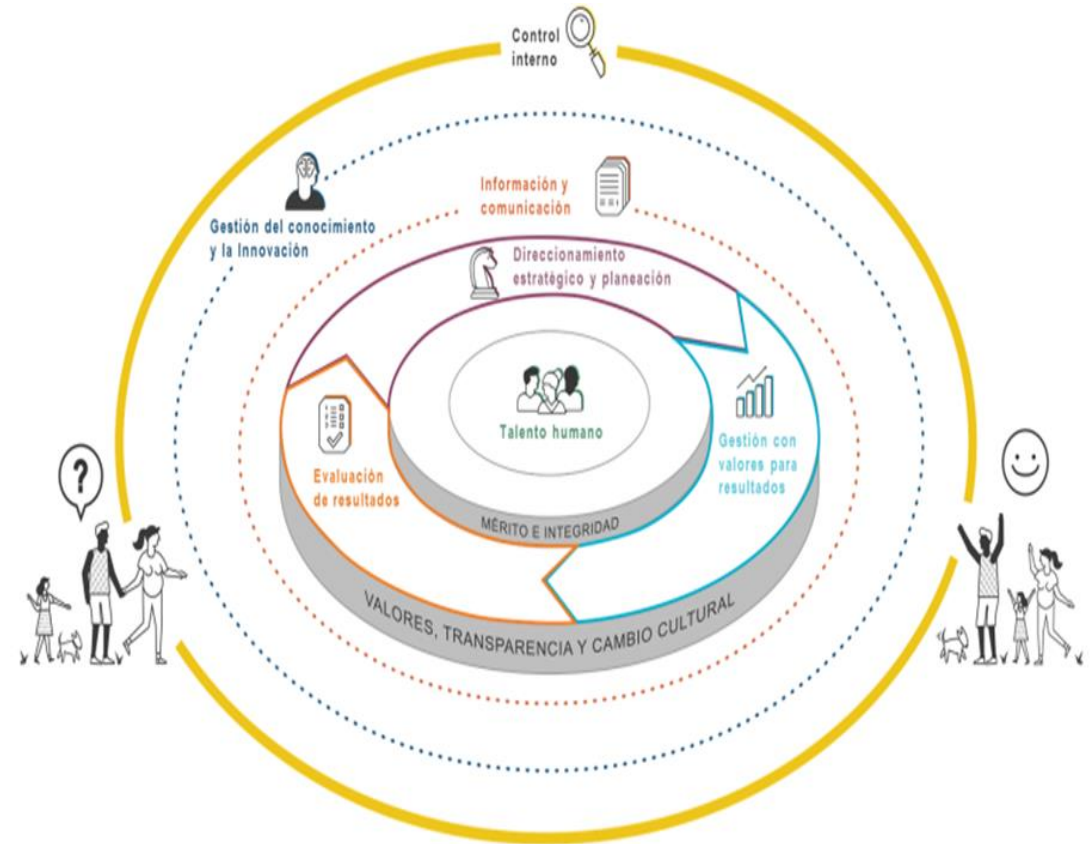 Control
interno
Información y
comunicación
Gestión del conocimiento
y la Innovación
Direccionamiento
estratégico y planeación
Talento humano
Gestión con
valores para
resultados
Evaluación
de resultados
?
MÉRITO E INTEGRIDAD
VALORES, TRANSPARENCIA Y CAMBIO CULTURAL